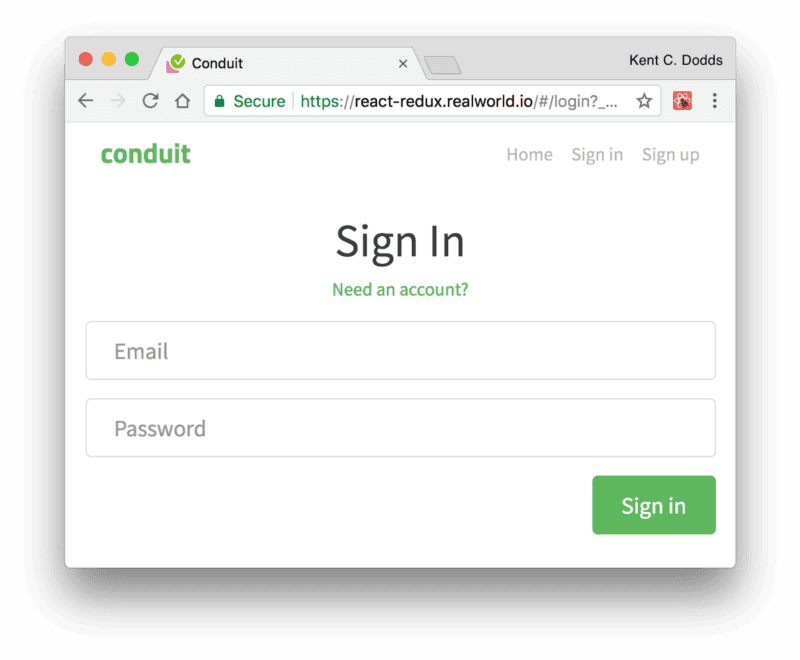 Conduit
Kent C. Dodds
Secure https://react-redux.realworld.io/#/login?_...
conduit
Home Sign in Sign up
Sign In
Need an account?
Email
Password
Sign in